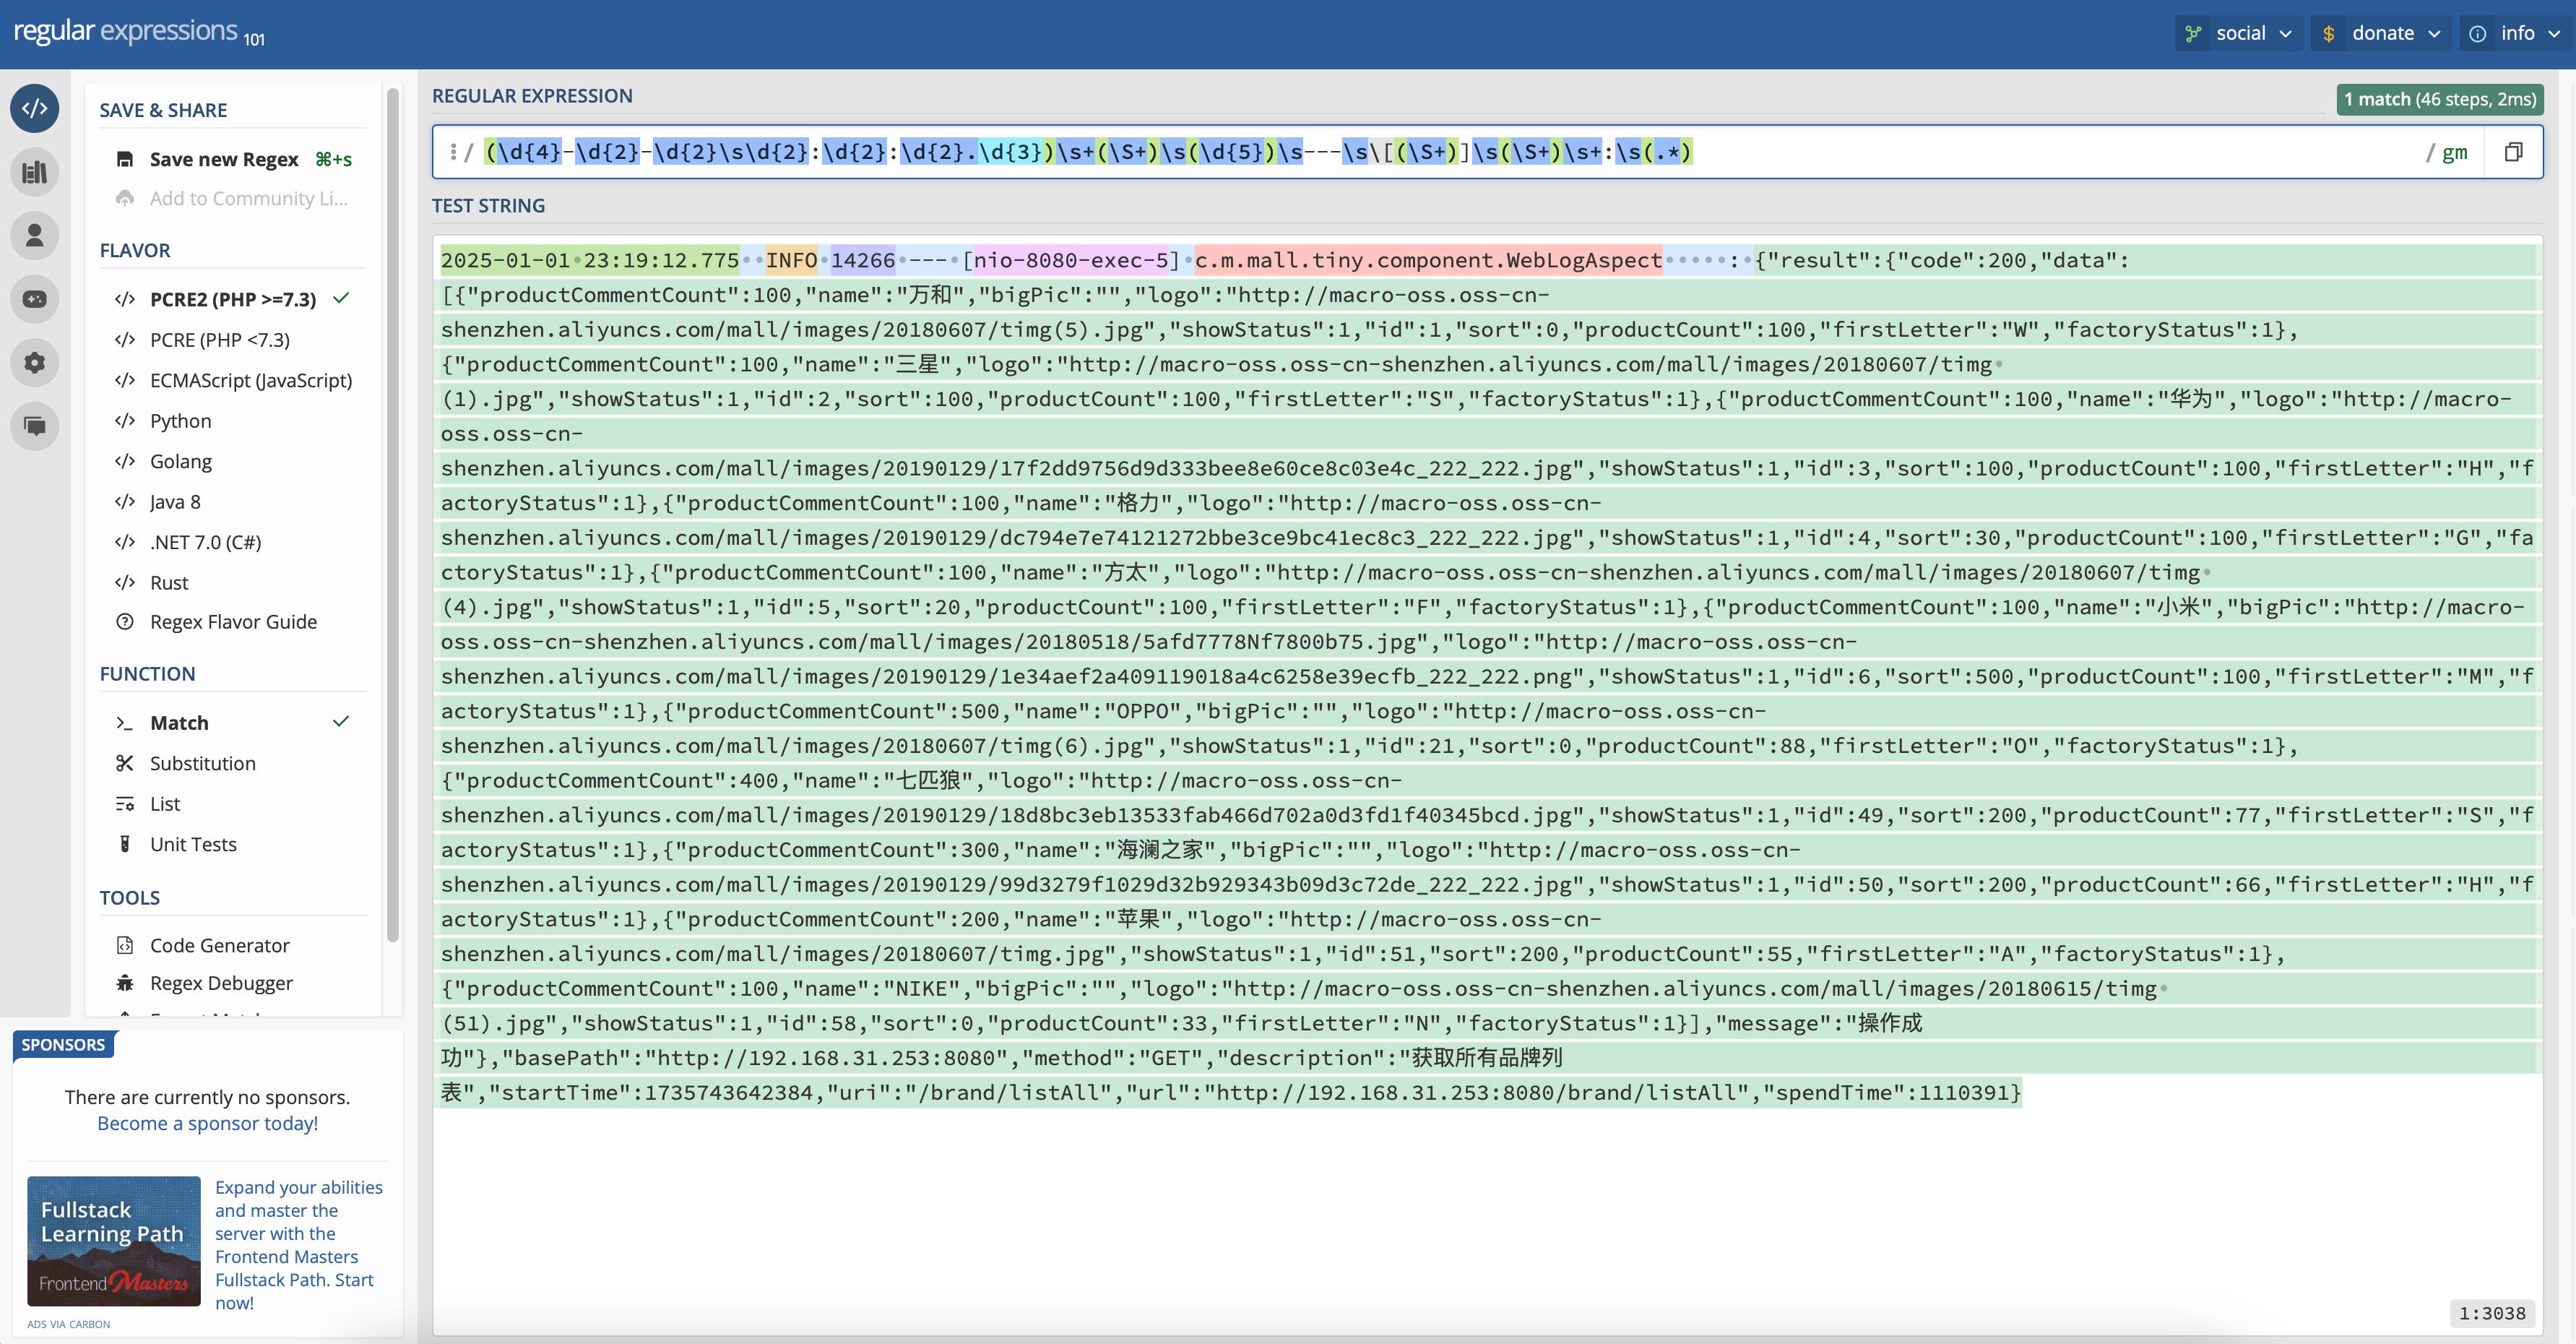 regular expressions 101
social
donate
info
SAVE & SHARE
Save new Regex ⌘+s
Add to Community Li...
FLAVOR
PCRE2 (PHP >=7.3)
PCRE (PHP <7.3)
ECMAScript (JavaScript)
Python
Golang
Java 8
.NET 7.0 (C#)
Rust
Regex Flavor Guide
FUNCTION
Match
Substitution
List
Unit Tests
TOOLS
Code Generator
Regex Debugger
SPONSORS
There are currently no sponsors.
Become a sponsor today!
Fullstack
Learning Path
Frontend Masters
Expand your abilities
and master the
server with the
Frontend Masters
Fullstack Path. Start
now!
ADS VIA CARBON
REGULAR EXPRESSION
1 match (46 steps, 2ms)
/ (\d{4}-\d{2}-\d{2}\s\d{2}:\d{2}:\d{2}.\d{3})\s+(\S+)\s(\d{5})\s---\s\[(\S+)]\s(\S+)\s+:\s(.*) / gm
TEST STRING
2025-01-01 23:19:12.775  INFO 14266 --- [nio-8080-exec-5] c.m.mall.tiny.component.WebLogAspect     : {"result":{"code":200,"data":
[{"productCommentCount":100,"name":"万和","bigPic":"","logo":"http://macro-oss.oss-cn-
shenzhen.aliyuncs.com/mall/images/20180607/timg(5).jpg","showStatus":1,"id":1,"sort":0,"productCount":100,"firstLetter":"W","factoryStatus":1},
{"productCommentCount":100,"name":"三星","logo":"http://macro-oss.oss-cn-shenzhen.aliyuncs.com/mall/images/20180607/timg
(1).jpg","showStatus":1,"id":2,"sort":100,"productCount":100,"firstLetter":"S","factoryStatus":1},{"productCommentCount":100,"name":"华为","logo":"http://macro-
oss.oss-cn-
shenzhen.aliyuncs.com/mall/images/20190129/17f2dd9756d9d333bee8e60ce8c03e4c_222_222.jpg","showStatus":1,"id":3,"sort":100,"productCount":100,"firstLetter":"H","f
actoryStatus":1},{"productCommentCount":100,"name":"格力","logo":"http://macro-oss.oss-cn-
shenzhen.aliyuncs.com/mall/images/20190129/dc794e7e74121272bbe3ce9bc41ec8c3_222_222.jpg","showStatus":1,"id":4,"sort":30,"productCount":100,"firstLetter":"G","fa
ctoryStatus":1},{"productCommentCount":100,"name":"方太","logo":"http://macro-oss.oss-cn-shenzhen.aliyuncs.com/mall/images/20180607/timg
(4).jpg","showStatus":1,"id":5,"sort":20,"productCount":100,"firstLetter":"F","factoryStatus":1},{"productCommentCount":100,"name":"小米","bigPic":"http://macro-
oss.oss-cn-shenzhen.aliyuncs.com/mall/images/20180518/5afd7778Nf7800b75.jpg","logo":"http://macro-oss.oss-cn-
shenzhen.aliyuncs.com/mall/images/20190129/1e34aef2a409119018a4c6258e39ecfb_222_222.png","showStatus":1,"id":6,"sort":500,"productCount":100,"firstLetter":"M","f
actoryStatus":1},{"productCommentCount":500,"name":"OPPO","bigPic":"","logo":"http://macro-oss.oss-cn-
shenzhen.aliyuncs.com/mall/images/20180607/timg(6).jpg","showStatus":1,"id":21,"sort":0,"productCount":88,"firstLetter":"O","factoryStatus":1},
{"productCommentCount":400,"name":"七匹狼","logo":"http://macro-oss.oss-cn-
shenzhen.aliyuncs.com/mall/images/20190129/18d8bc3eb13533fab466d702a0d3fd1f40345bcd.jpg","showStatus":1,"id":49,"sort":200,"productCount":77,"firstLetter":"S","f
actoryStatus":1},{"productCommentCount":300,"name":"海澜之家","bigPic":"","logo":"http://macro-oss.oss-cn-
shenzhen.aliyuncs.com/mall/images/20190129/99d3279f1029d32b929343b09d3c72de_222_222.jpg","showStatus":1,"id":50,"sort":200,"productCount":66,"firstLetter":"H","f
actoryStatus":1},{"productCommentCount":200,"name":"苹果","logo":"http://macro-oss.oss-cn-
shenzhen.aliyuncs.com/mall/images/20180607/timg.jpg","showStatus":1,"id":51,"sort":200,"productCount":55,"firstLetter":"A","factoryStatus":1},
{"productCommentCount":100,"name":"NIKE","bigPic":"","logo":"http://macro-oss.oss-cn-shenzhen.aliyuncs.com/mall/images/20180615/timg
(51).jpg","showStatus":1,"id":58,"sort":0,"productCount":33,"firstLetter":"N","factoryStatus":1}],"message":"操作成
功"},"basePath":"http://192.168.31.253:8080","method":"GET","description":"获取所有品牌列
表","startTime":1735743642384,"uri":"/brand/listAll","url":"http://192.168.31.253:8080/brand/listAll","spendTime":1110391}
1:3038